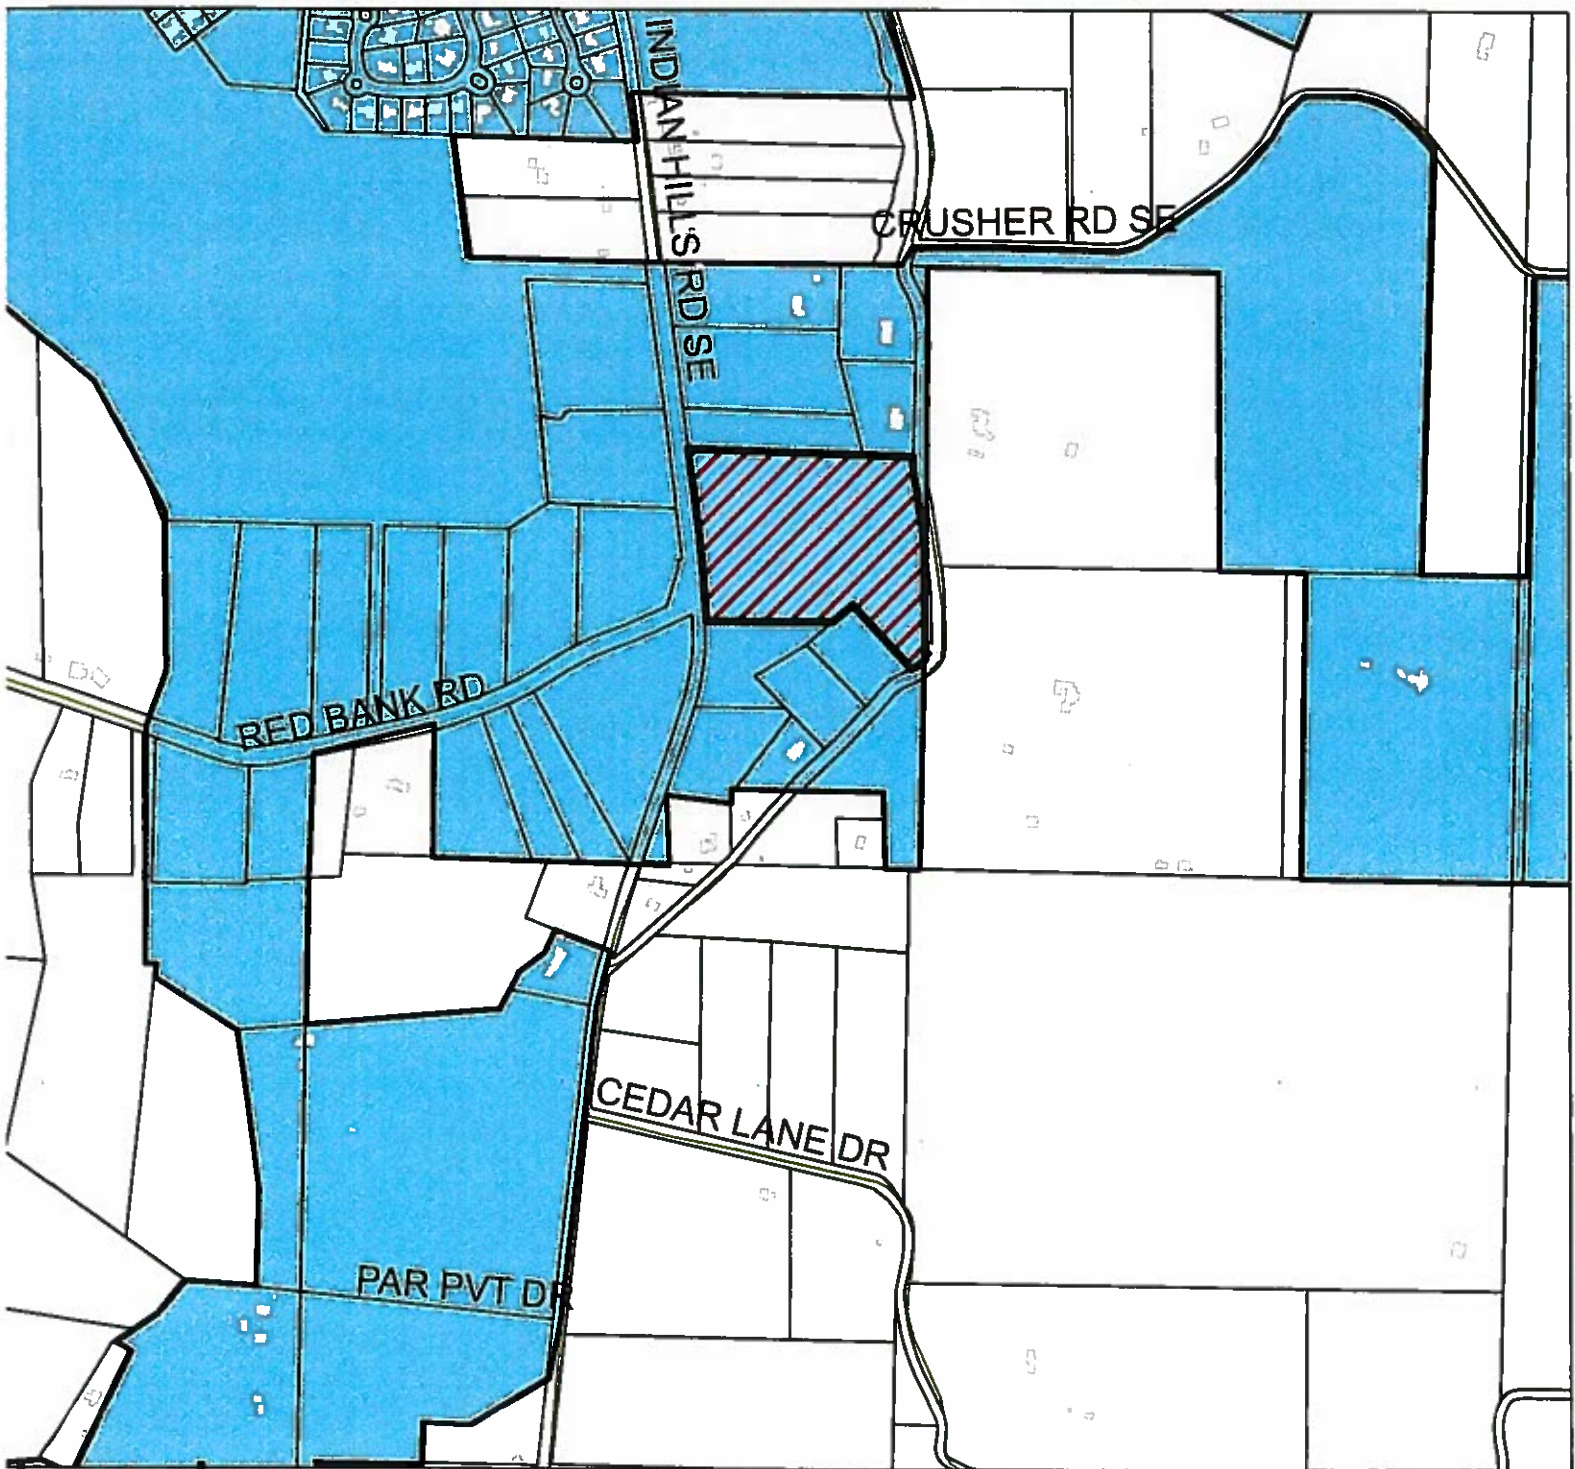 INDIAN HILLS RD SE
CRUSHER RD SE
RED BANK RD
CEDAR LANE DR
PAR PVT DR